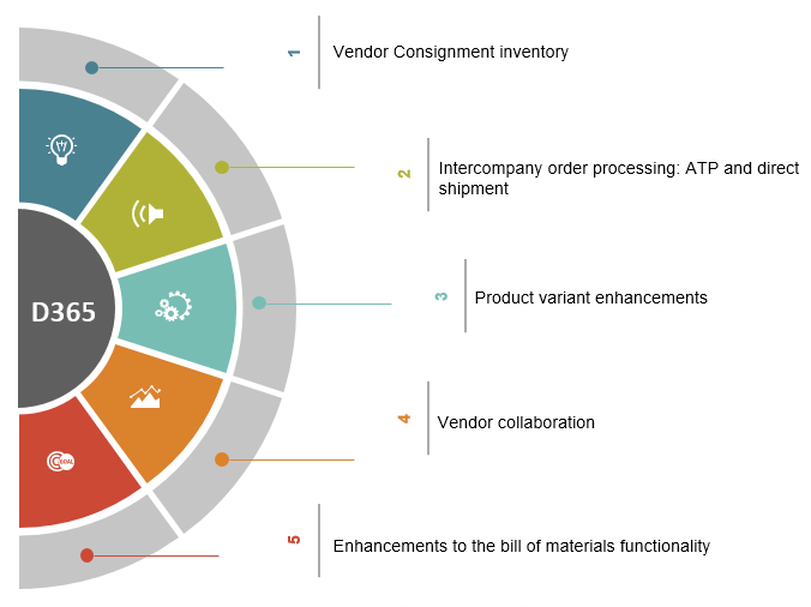 1
Vendor Consignment inventory
2
Intercompany order processing: ATP and direct
shipment
D365
3
Product variant enhancements
4
Vendor collaboration
GOAL
5
Enhancements to the bill of materials functionality